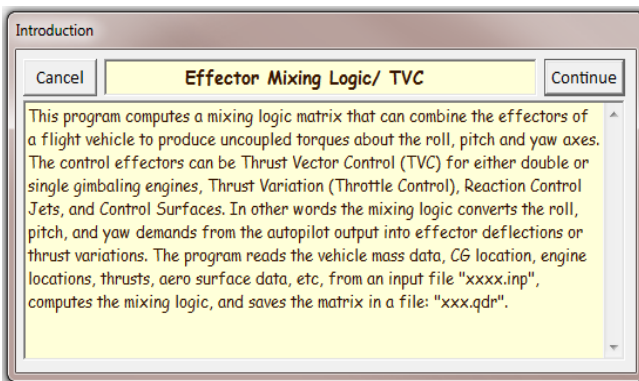 Introduction
Cancel
Effector Mixing Logic/ TVC
Continue
This program computes a mixing logic matrix that can combine the effectors of
a flight vehicle to produce uncoupled torques about the roll, pitch and yaw axes.
The control effectors can be Thrust Vector Control (TVC) for either double or
single gimbaling engines, Thrust Variation (Throttle Control), Reaction Control
Jets, and Control Surfaces. In other words the mixing logic converts the roll,
pitch, and yaw demands from the autopilot output into effector deflections or
thrust variations. The program reads the vehicle mass data, CG location, engine
locations, thrusts, aero surface data, etc, from an input file "xxxx.inp",
computes the mixing logic, and saves the matrix in a file: "xxx.qdr".